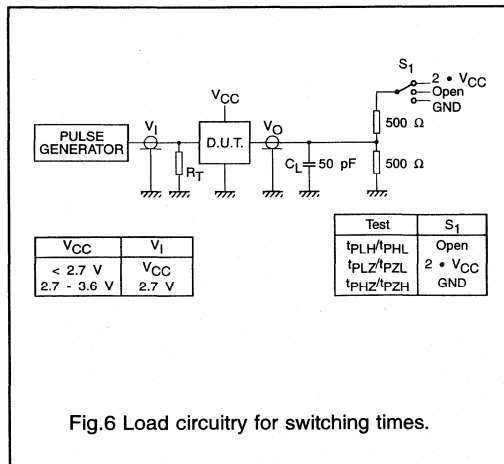 S1
2 • VCC
Open
GND
VCC
500 Ω
PULSE GENERATOR
VI
D.U.T.
VO
RT
CL
50 pF
500 Ω
VCC VI
< 2.7 V VCC
2.7 - 3.6 V 2.7 V
Test S1
tPLH/tPHL Open
tPLZ/tPZL 2 • VCC
tPHZ/tPZH GND
Fig.6 Load circuitry for switching times.